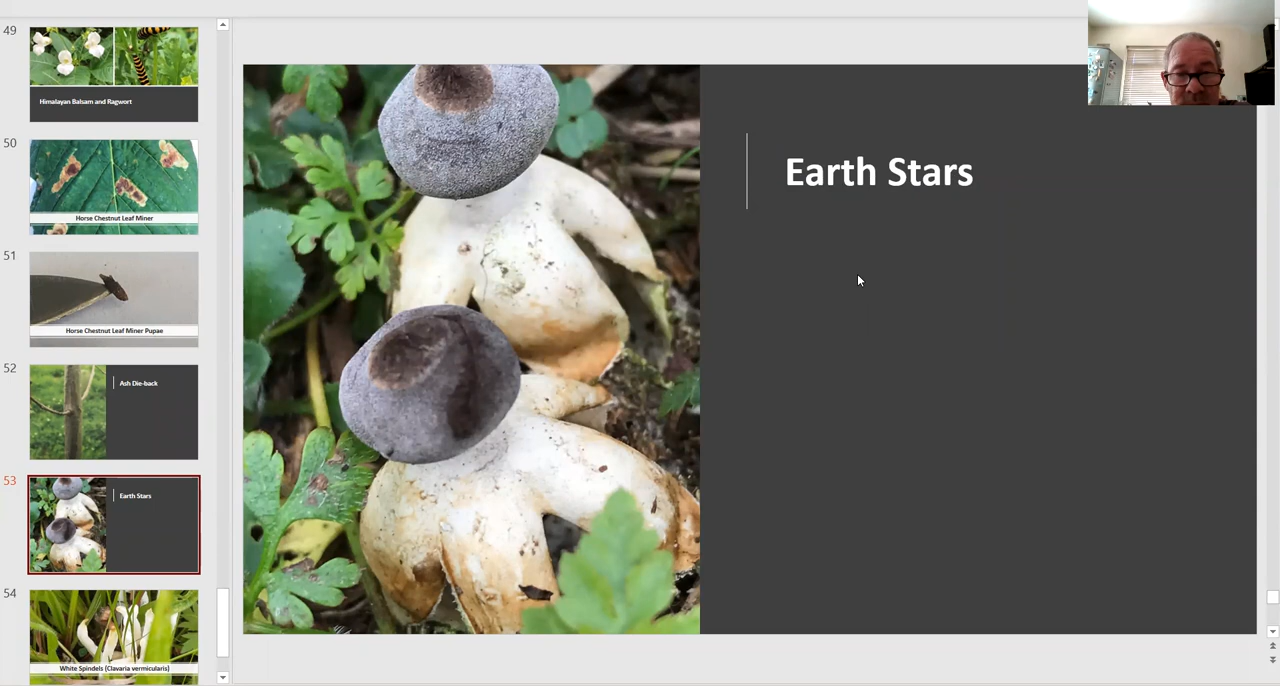 49
Himalayan Balsam and Ragwort
50
Horse Chestnut Leaf Miner
51
Horse Chestnut Leaf Miner Pupae
52
Ash Die-back
53
Earth Stars
54
White Spindels (Clavaria vermicularis)
Earth Stars